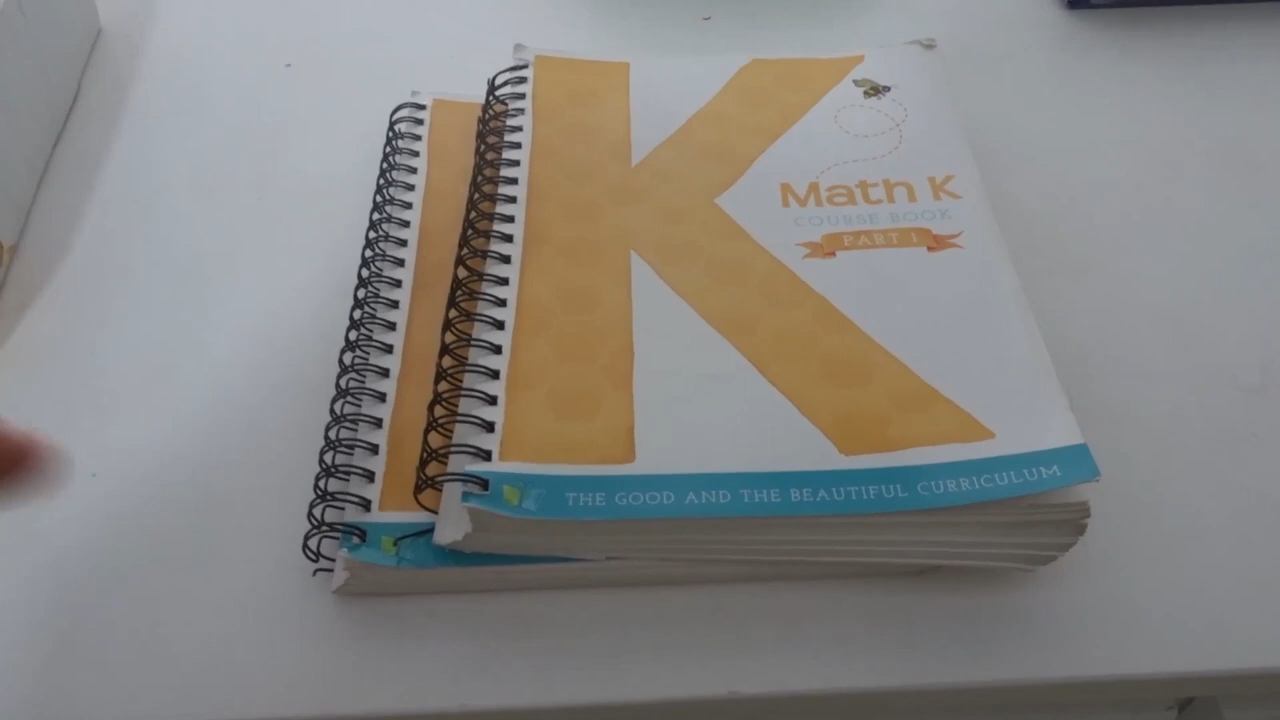 K
Math K
COURSE BOOK
PART 1
THE GOOD AND THE BEAUTIFUL CURRICULUM